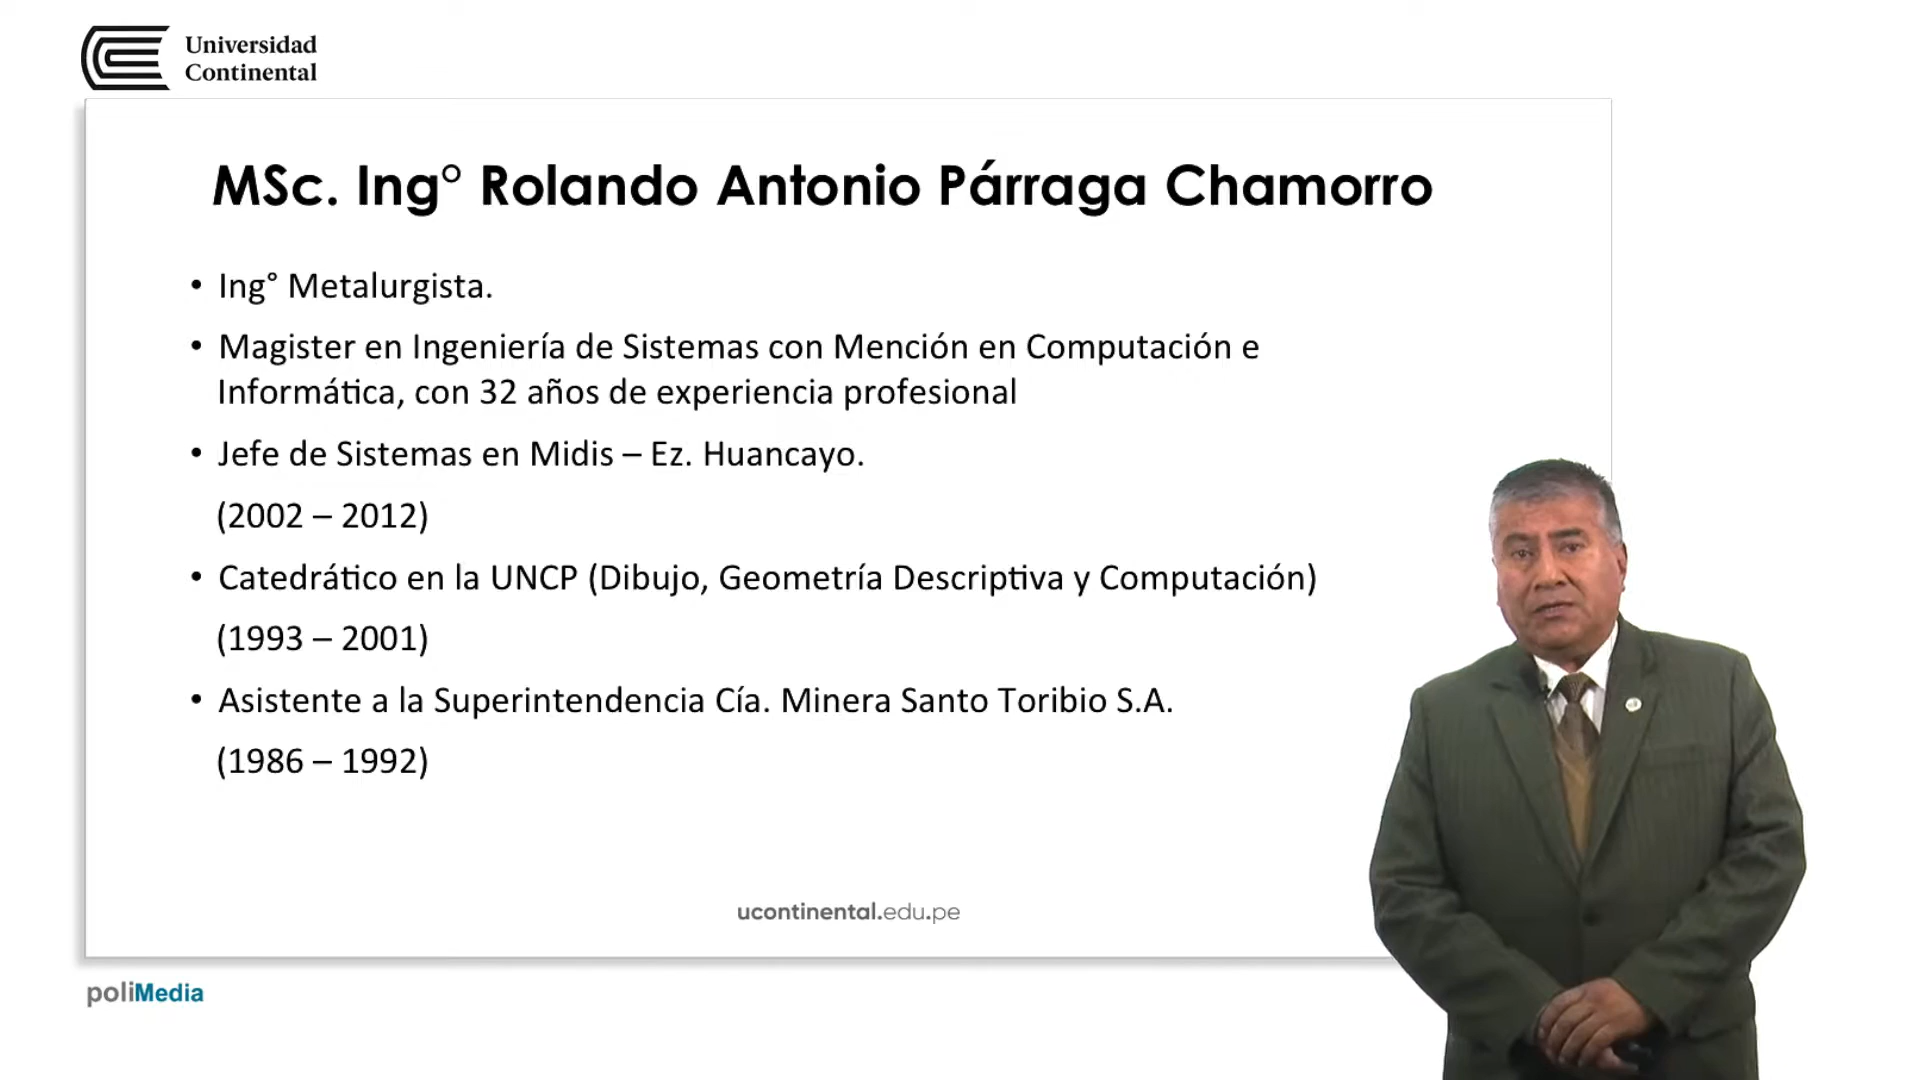 Universidad
Continental
MSc. Ing° Rolando Antonio Párraga Chamorro
• Ing° Metalurgista.
• Magister en Ingeniería de Sistemas con Mención en Computación e
Informática, con 32 años de experiencia profesional
• Jefe de Sistemas en Midis – Ez. Huancayo.
(2002 – 2012)
• Catedrático en la UNCP (Dibujo, Geometría Descriptiva y Computación)
(1993 – 2001)
• Asistente a la Superintendencia Cía. Minera Santo Toribio S.A.
(1986 – 1992)
ucontinental.edu.pe
poliMedia